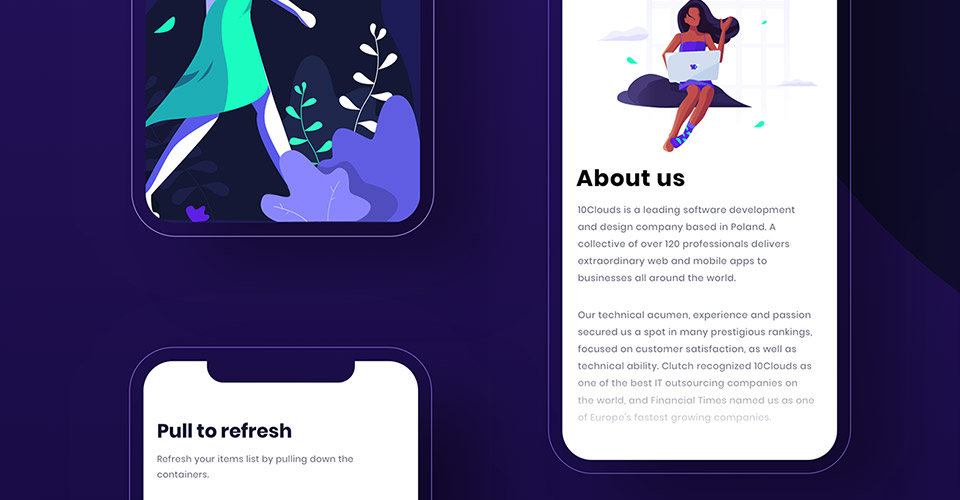 About us
10Clouds is a leading software development
and design company based in Poland. A
collective of over 120 professionals delivers
extraordinary web and mobile apps to
businesses all around the world.
Our technical acumen, experience and passion
secured us a spot in many prestigious rankings,
focused on customer satisfaction, as well as
technical ability. Clutch recognized 10Clouds as
one of the best IT outsourcing companies on
the world, and Financial Times named us as one
of Europe's fastest growing companies.
Pull to refresh
Refresh your items list by pulling down the
containers.